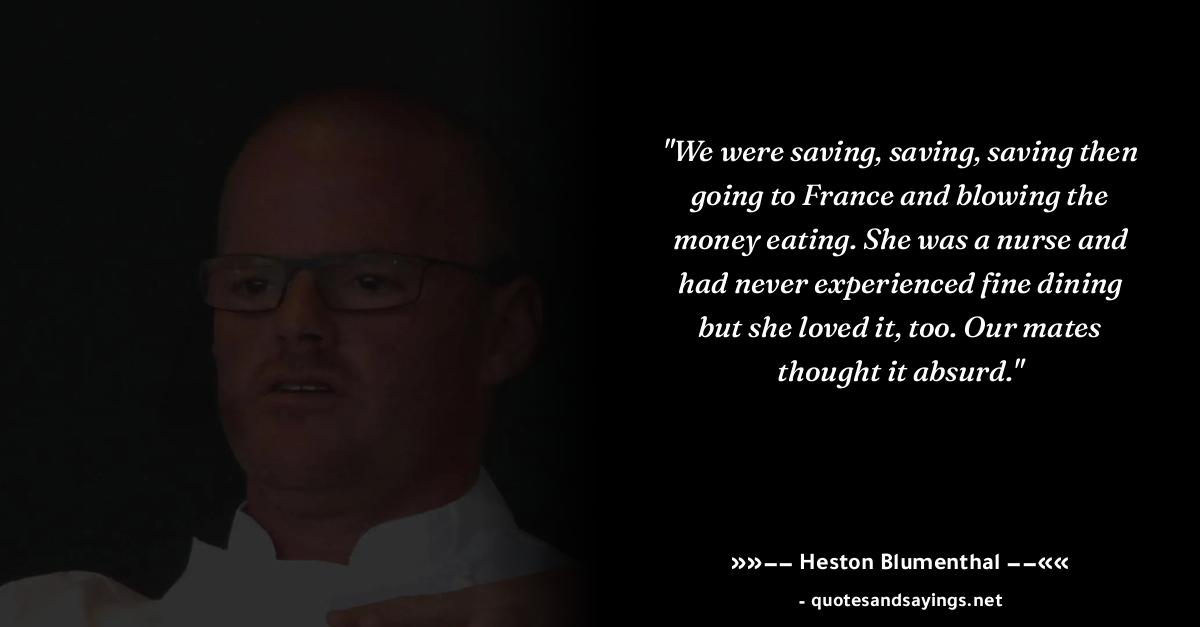 "We were saving, saving, saving then
going to France and blowing the
money eating. She was a nurse and
had never experienced fine dining
but she loved it, too. Our mates
thought it absurd."
»»−− Heston Blumenthal −−««
- quotesandsayings.net